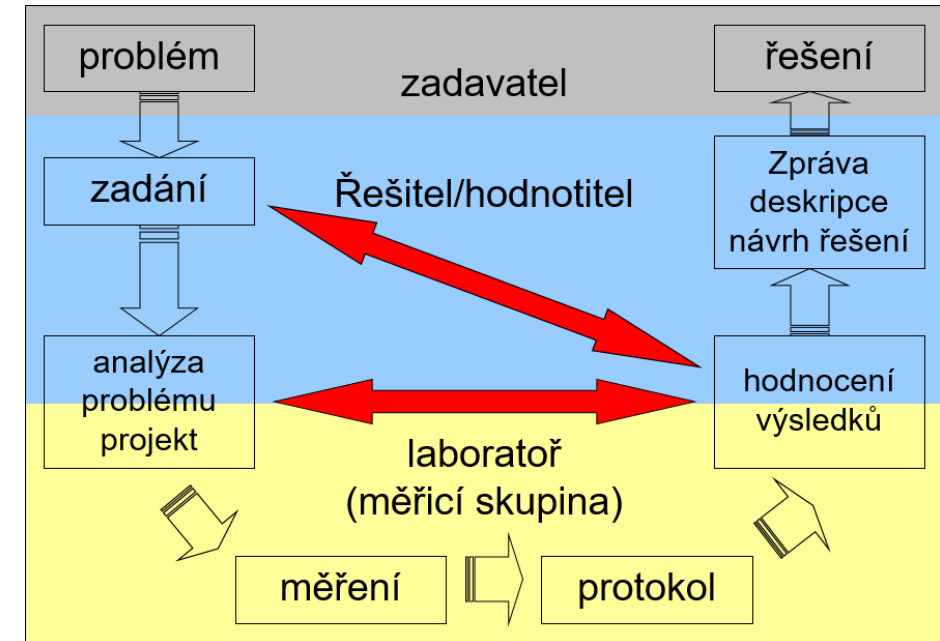 problém
zadavatel
řešení
zadání
Řešitel/hodnotitel
Zpráva
deskripce
návrh řešení
analýza
problému
projekt
hodnocení
výsledků
laboratoř
(měřicí skupina)
měření
protokol